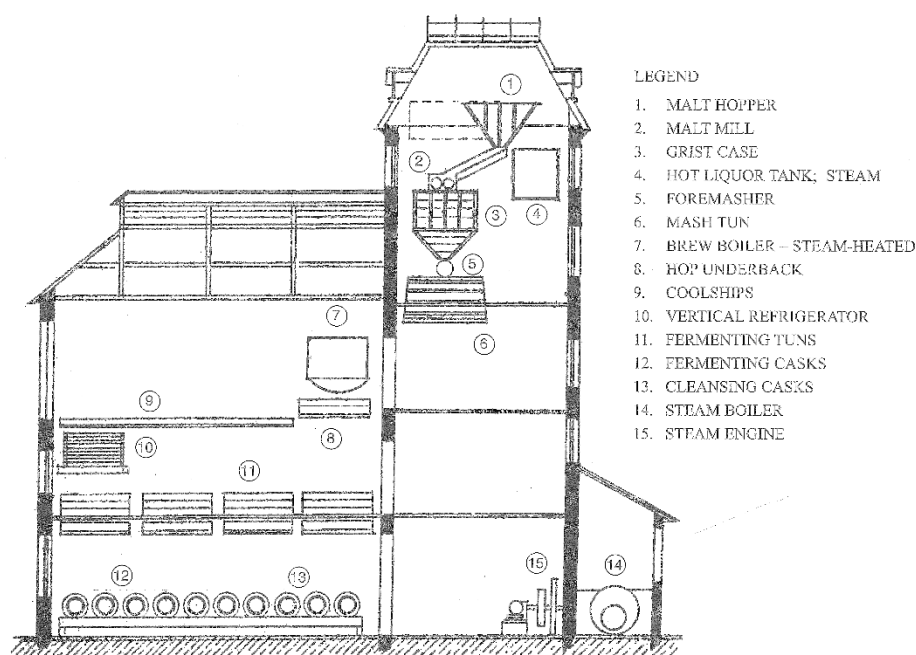 LEGEND
1. MALT HOPPER
2. MALT MILL
3. GRIST CASE
4. HOT LIQUOR TANK; STEAM
5. FOREMASHER
6. MASH TUN
7. BREW BOILER – STEAM-HEATED
8. HOP UNDERBACK
9. COOLSHIPS
10. VERTICAL REFRIGERATOR
11. FERMENTING TUNS
12. FERMENTING CASKS
13. CLEANSING CASKS
14. STEAM BOILER
15. STEAM ENGINE
1
2
3
4
5
6
7
8
9
10
11
12
13
15
14